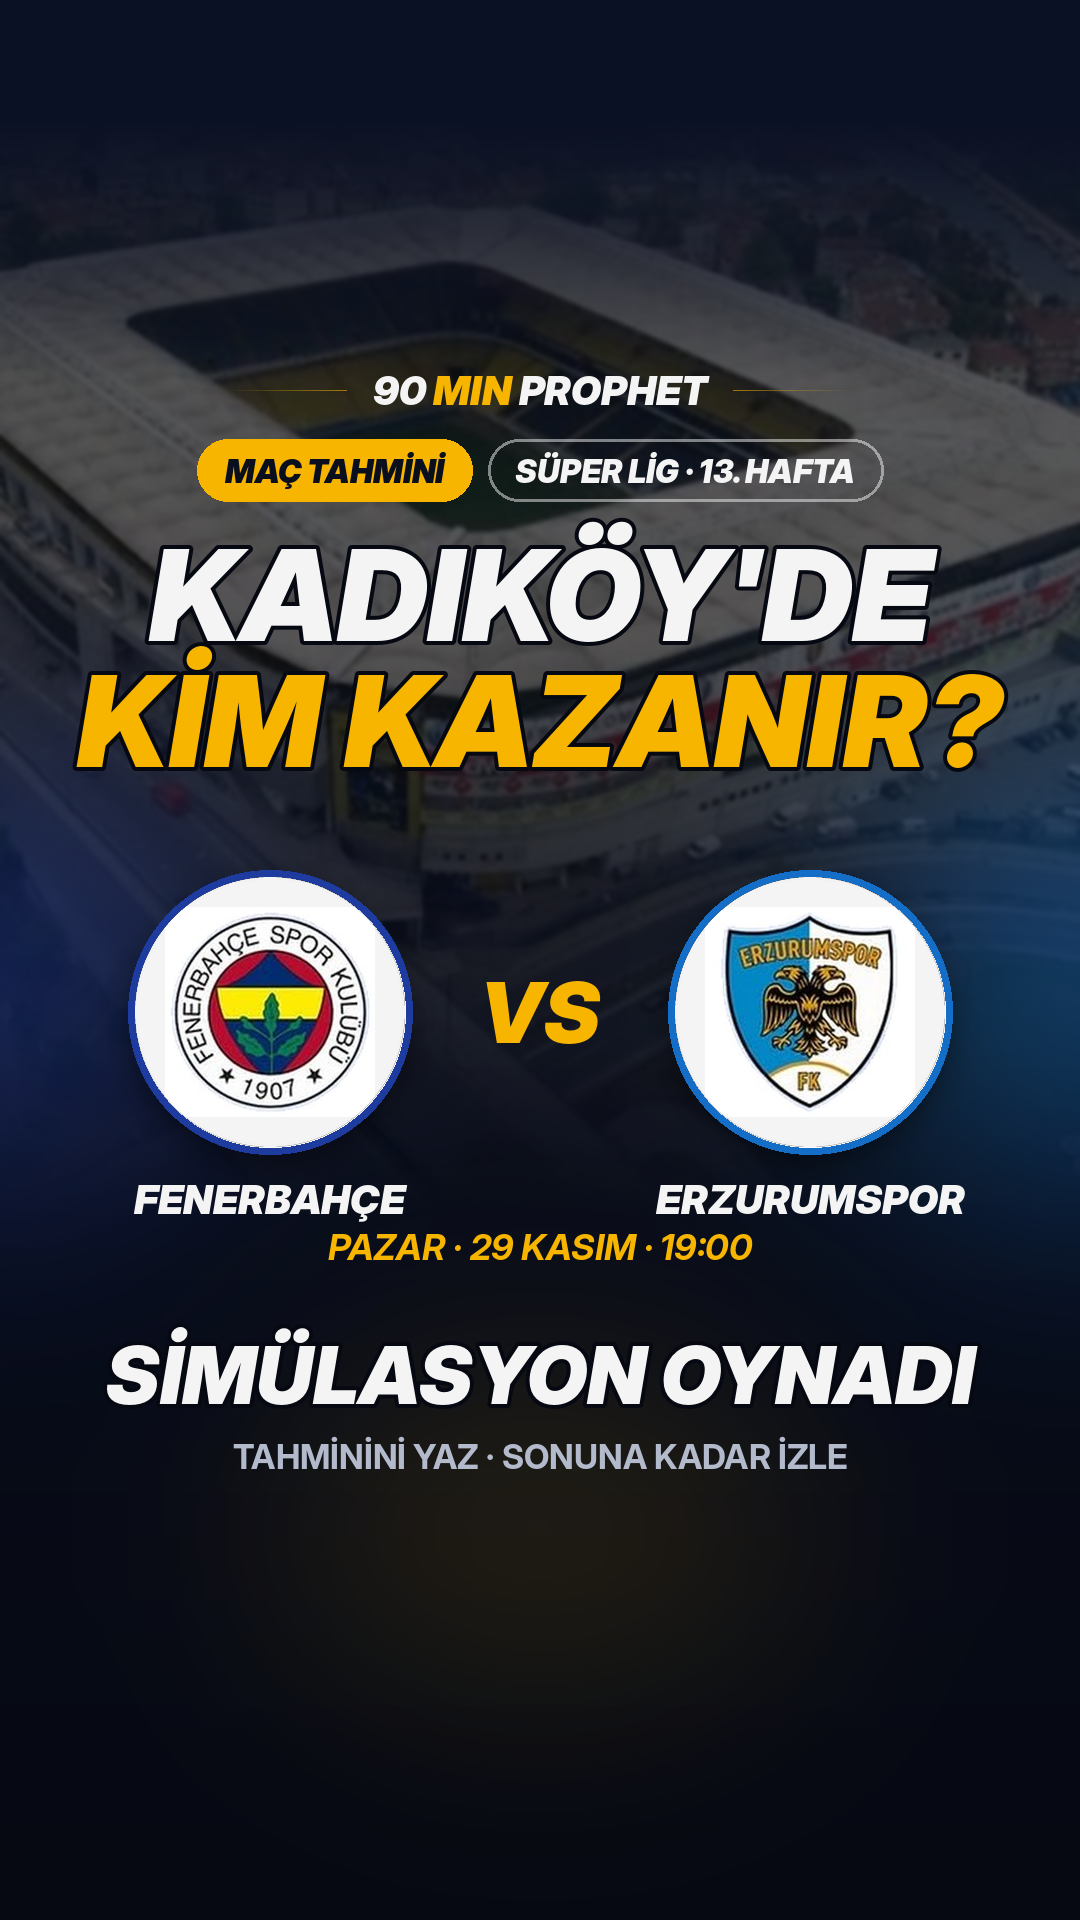 90 MIN PROPHET
MAÇ TAHMİNİ
SÜPER LİG · 13. HAFTA
KADIKÖY'DE
KİM KAZANIR?
FENERBAHÇE SPOR KULÜBÜ
★ 1907 ★
VS
ERZURUMSPOR
FK
FENERBAHÇE
ERZURUMSPOR
PAZAR · 29 KASIM · 19:00
SİMÜLASYON OYNADI
TAHMİNİNİ YAZ · SONUNA KADAR İZLE